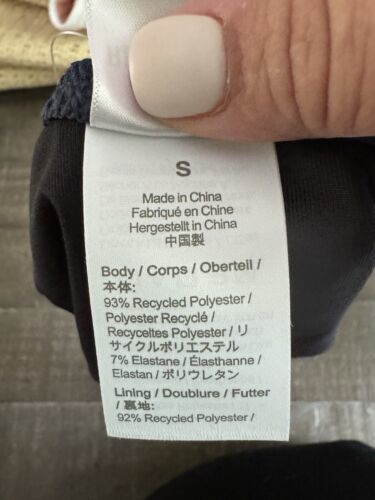 S
Made in China
Fabriqué en Chine
Hergestellt in China
中国製
Body / Corps / Oberteil /
本体:
93% Recycled Polyester /
Polyester Recyclé /
Recyceltes Polyester / リ
サイクルポリエステル
7% Elastane / Élasthanne /
Elastan / ポリウレタン
Lining / Doublure / Futter
/ 裏地:
92% Recycled Polyester /